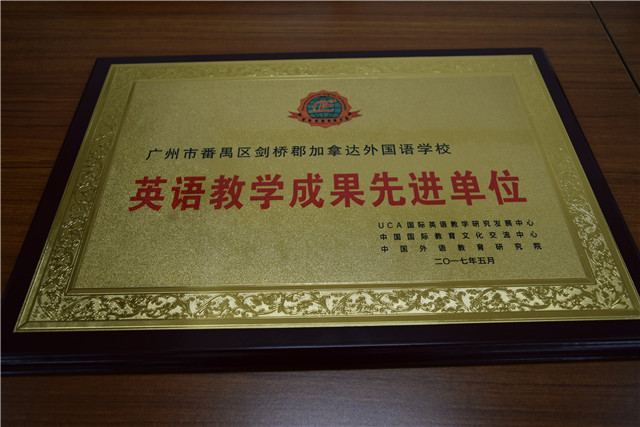 广州市番禺区剑桥郡加拿达外国语学校
英语教学成果先进单位
UCA国际英语教学研究发展中心
中国国际教育文化交流中心
中国外语教育研究院
二〇一七年五月